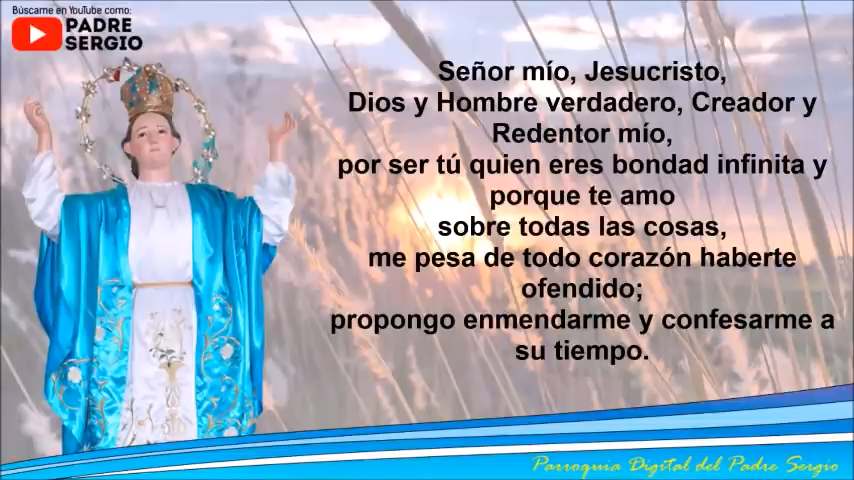 Búscame en YouTube como:
PADRE
SERGIO
Señor mío, Jesucristo,
Dios y Hombre verdadero, Creador y
Redentor mío,
por ser tú quien eres bondad infinita y
porque te amo
sobre todas las cosas,
me pesa de todo corazón haberte
ofendido;
propongo enmendarme y confesarme a
su tiempo.
Parroquia Digital del Padre Sergio